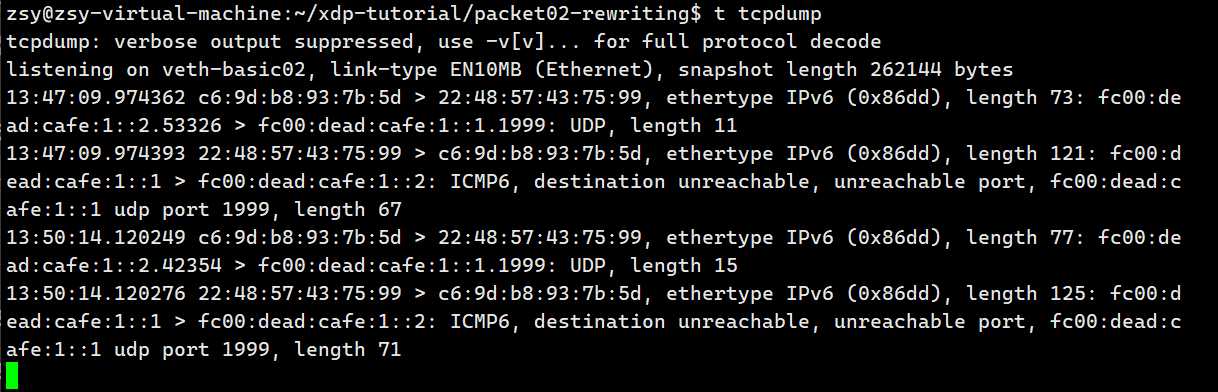 zsy@zsy-virtual-machine:~/xdp-tutorial/packet02-rewriting$ t tcpdump
tcpdump: verbose output suppressed, use -v[v]... for full protocol decode
listening on veth-basic02, link-type EN10MB (Ethernet), snapshot length 262144 bytes
13:47:09.974362 c6:9d:b8:93:7b:5d > 22:48:57:43:75:99, ethertype IPv6 (0x86dd), length 73: fc00:de
ad:cafe:1::2.53326 > fc00:dead:cafe:1::1.1999: UDP, length 11
13:47:09.974393 22:48:57:43:75:99 > c6:9d:b8:93:7b:5d, ethertype IPv6 (0x86dd), length 121: fc00:d
ead:cafe:1::1 > fc00:dead:cafe:1::2: ICMP6, destination unreachable, unreachable port, fc00:dead:c
afe:1::1 udp port 1999, length 67
13:50:14.120249 c6:9d:b8:93:7b:5d > 22:48:57:43:75:99, ethertype IPv6 (0x86dd), length 77: fc00:de
ad:cafe:1::2.42354 > fc00:dead:cafe:1::1.1999: UDP, length 15
13:50:14.120276 22:48:57:43:75:99 > c6:9d:b8:93:7b:5d, ethertype IPv6 (0x86dd), length 125: fc00:d
ead:cafe:1::1 > fc00:dead:cafe:1::2: ICMP6, destination unreachable, unreachable port, fc00:dead:c
afe:1::1 udp port 1999, length 71